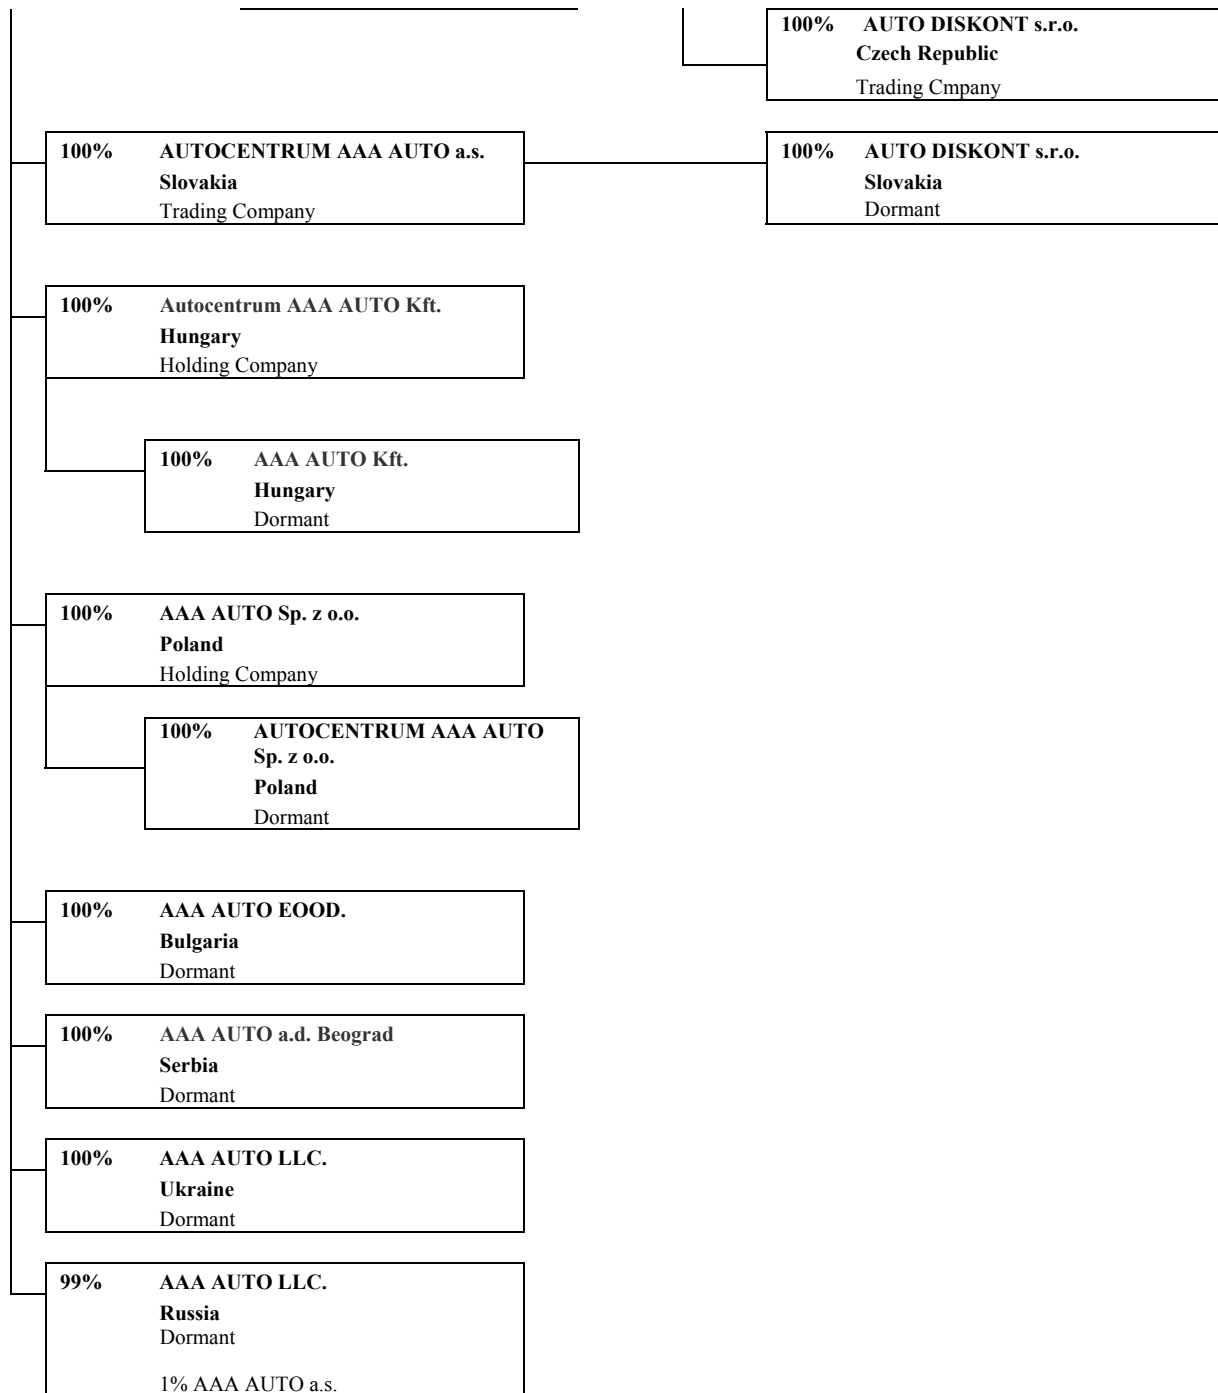 100% AUTO DISKONT s.r.o.
Czech Republic
Trading Cmpany
100% AUTOCENTRUM AAA AUTO a.s.
Slovakia
Trading Company
100% AUTO DISKONT s.r.o.
Slovakia
Dormant
100% Autocentrum AAA AUTO Kft.
Hungary
Holding Company
100% AAA AUTO Kft.
Hungary
Dormant
100% AAA AUTO Sp. z o.o.
Poland
Holding Company
100% AUTOCENTRUM AAA AUTO
Sp. z o.o.
Poland
Dormant
100% AAA AUTO EOOD.
Bulgaria
Dormant
100% AAA AUTO a.d. Beograd
Serbia
Dormant
100% AAA AUTO LLC.
Ukraine
Dormant
99% AAA AUTO LLC.
Russia
Dormant
1% AAA AUTO a.s.